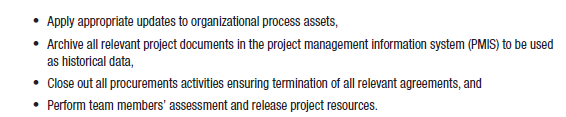 • Apply appropriate updates to organizational process assets,
• Archive all relevant project documents in the project management information system (PMIS) to be used
as historical data,
• Close out all procurements activities ensuring termination of all relevant agreements, and
• Perform team members' assessment and release project resources.